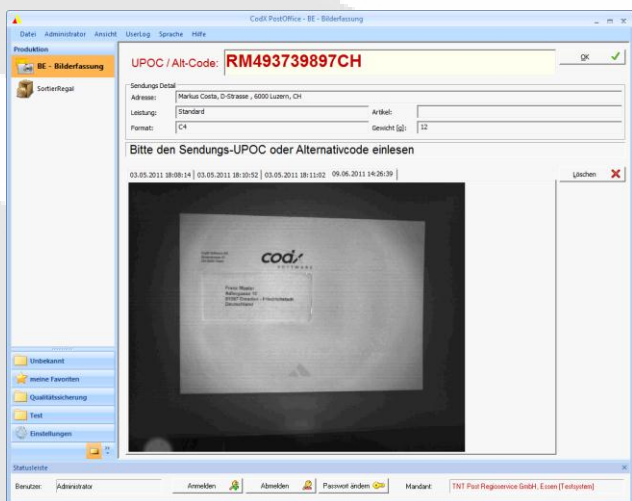 CodX PostOffice - BE - Bilderfassung
Datei Administrator Ansicht UserLog Sprache Hilfe
Produktion
BE - Bilderfassung
SortierRegal
UPOC / Alt-Code: RM493739897CH
OK
Sendungs Detail
Adresse: Markus Costa, D-Strasse , 6000 Luzern, CH
Leistung: Standard Artikel:
Format: C4 Gewicht [g]: 12
Bitte den Sendungs-UPOC oder Alternativcode einlesen
03.05.2011 18:08:14 03.05.2011 18:10:52 03.05.2011 18:11:02 09.06.2011 14:26:39
Löschen
codx
SOFTWARE
Franz Muster
Deutschland
Unbekannt
meine Favoriten
Qualitätssicherung
Test
Einstellungen
Statusleiste
Benutzer: Administrator Anmelden Abmelden Passwort ändern Mandant: TNT Post Regioservice GmbH, Essen [Testsystem]